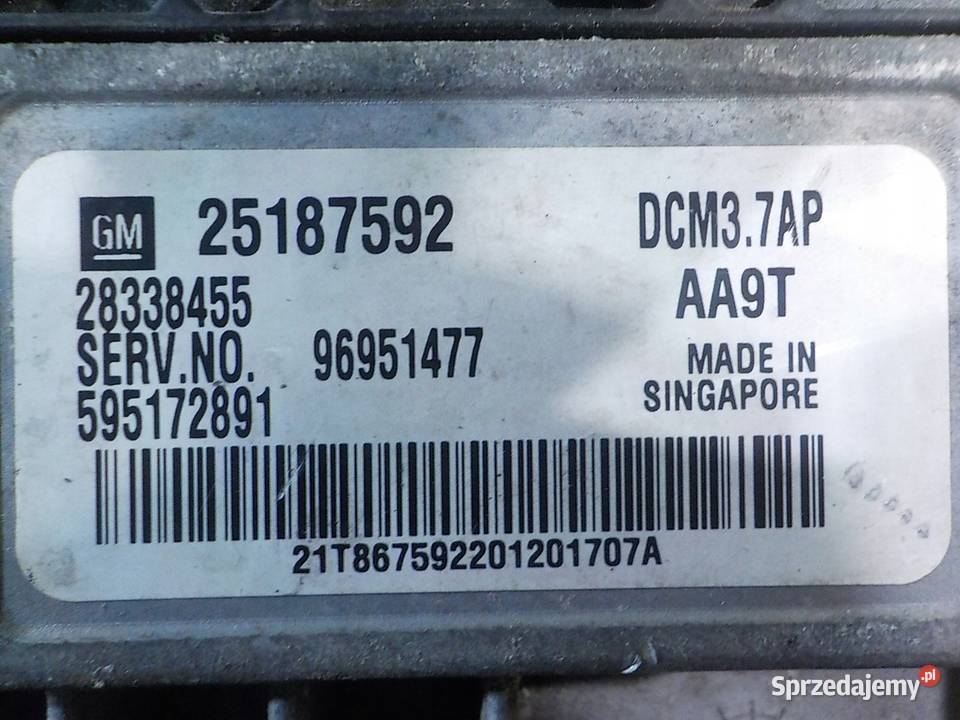 GM 25187592 DCM3.7AP
28338455 AA9T
SERV.NO. 96951477 MADE IN
595172891 SINGAPORE
21T867592201201707A
Sprzedajemy.pl